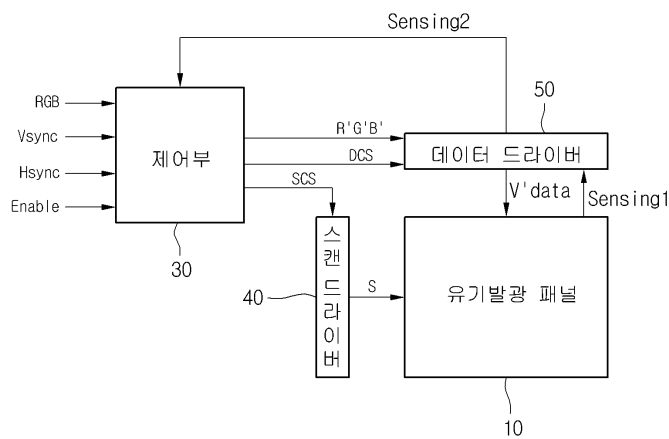 Sensing2
50
RGB
R'G'B'
Vsync
제어부
데이터 드라이버
DCS
Hsync
SCS
V'data
Sensing1
Enable
30
스캔 드라이버
40
S
유기발광 패널
10